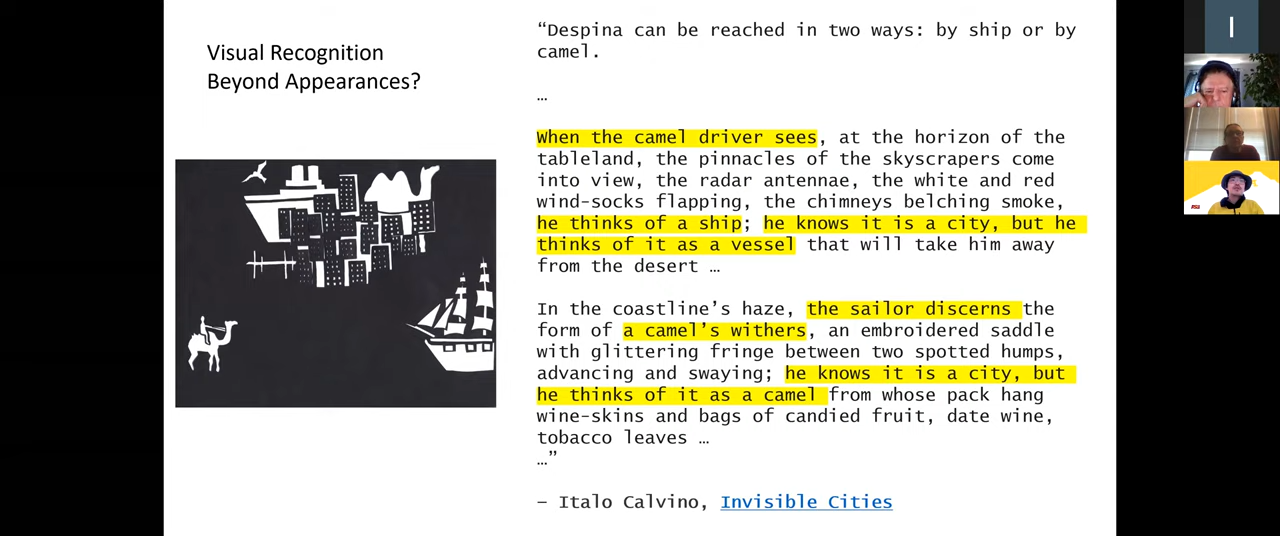 Visual Recognition
Beyond Appearances?
“Despina can be reached in two ways: by ship or by
camel.
…
When the camel driver sees, at the horizon of the
tableland, the pinnacles of the skyscrapers come
into view, the radar antennae, the white and red
wind-socks flapping, the chimneys belching smoke,
he thinks of a ship; he knows it is a city, but he
thinks of it as a vessel that will take him away
from the desert …
In the coastline’s haze, the sailor discerns the
form of a camel’s withers, an embroidered saddle
with glittering fringe between two spotted humps,
advancing and swaying; he knows it is a city, but
he thinks of it as a camel from whose pack hang
wine-skins and bags of candied fruit, date wine,
tobacco leaves …
…”
– Italo Calvino, Invisible Cities
I